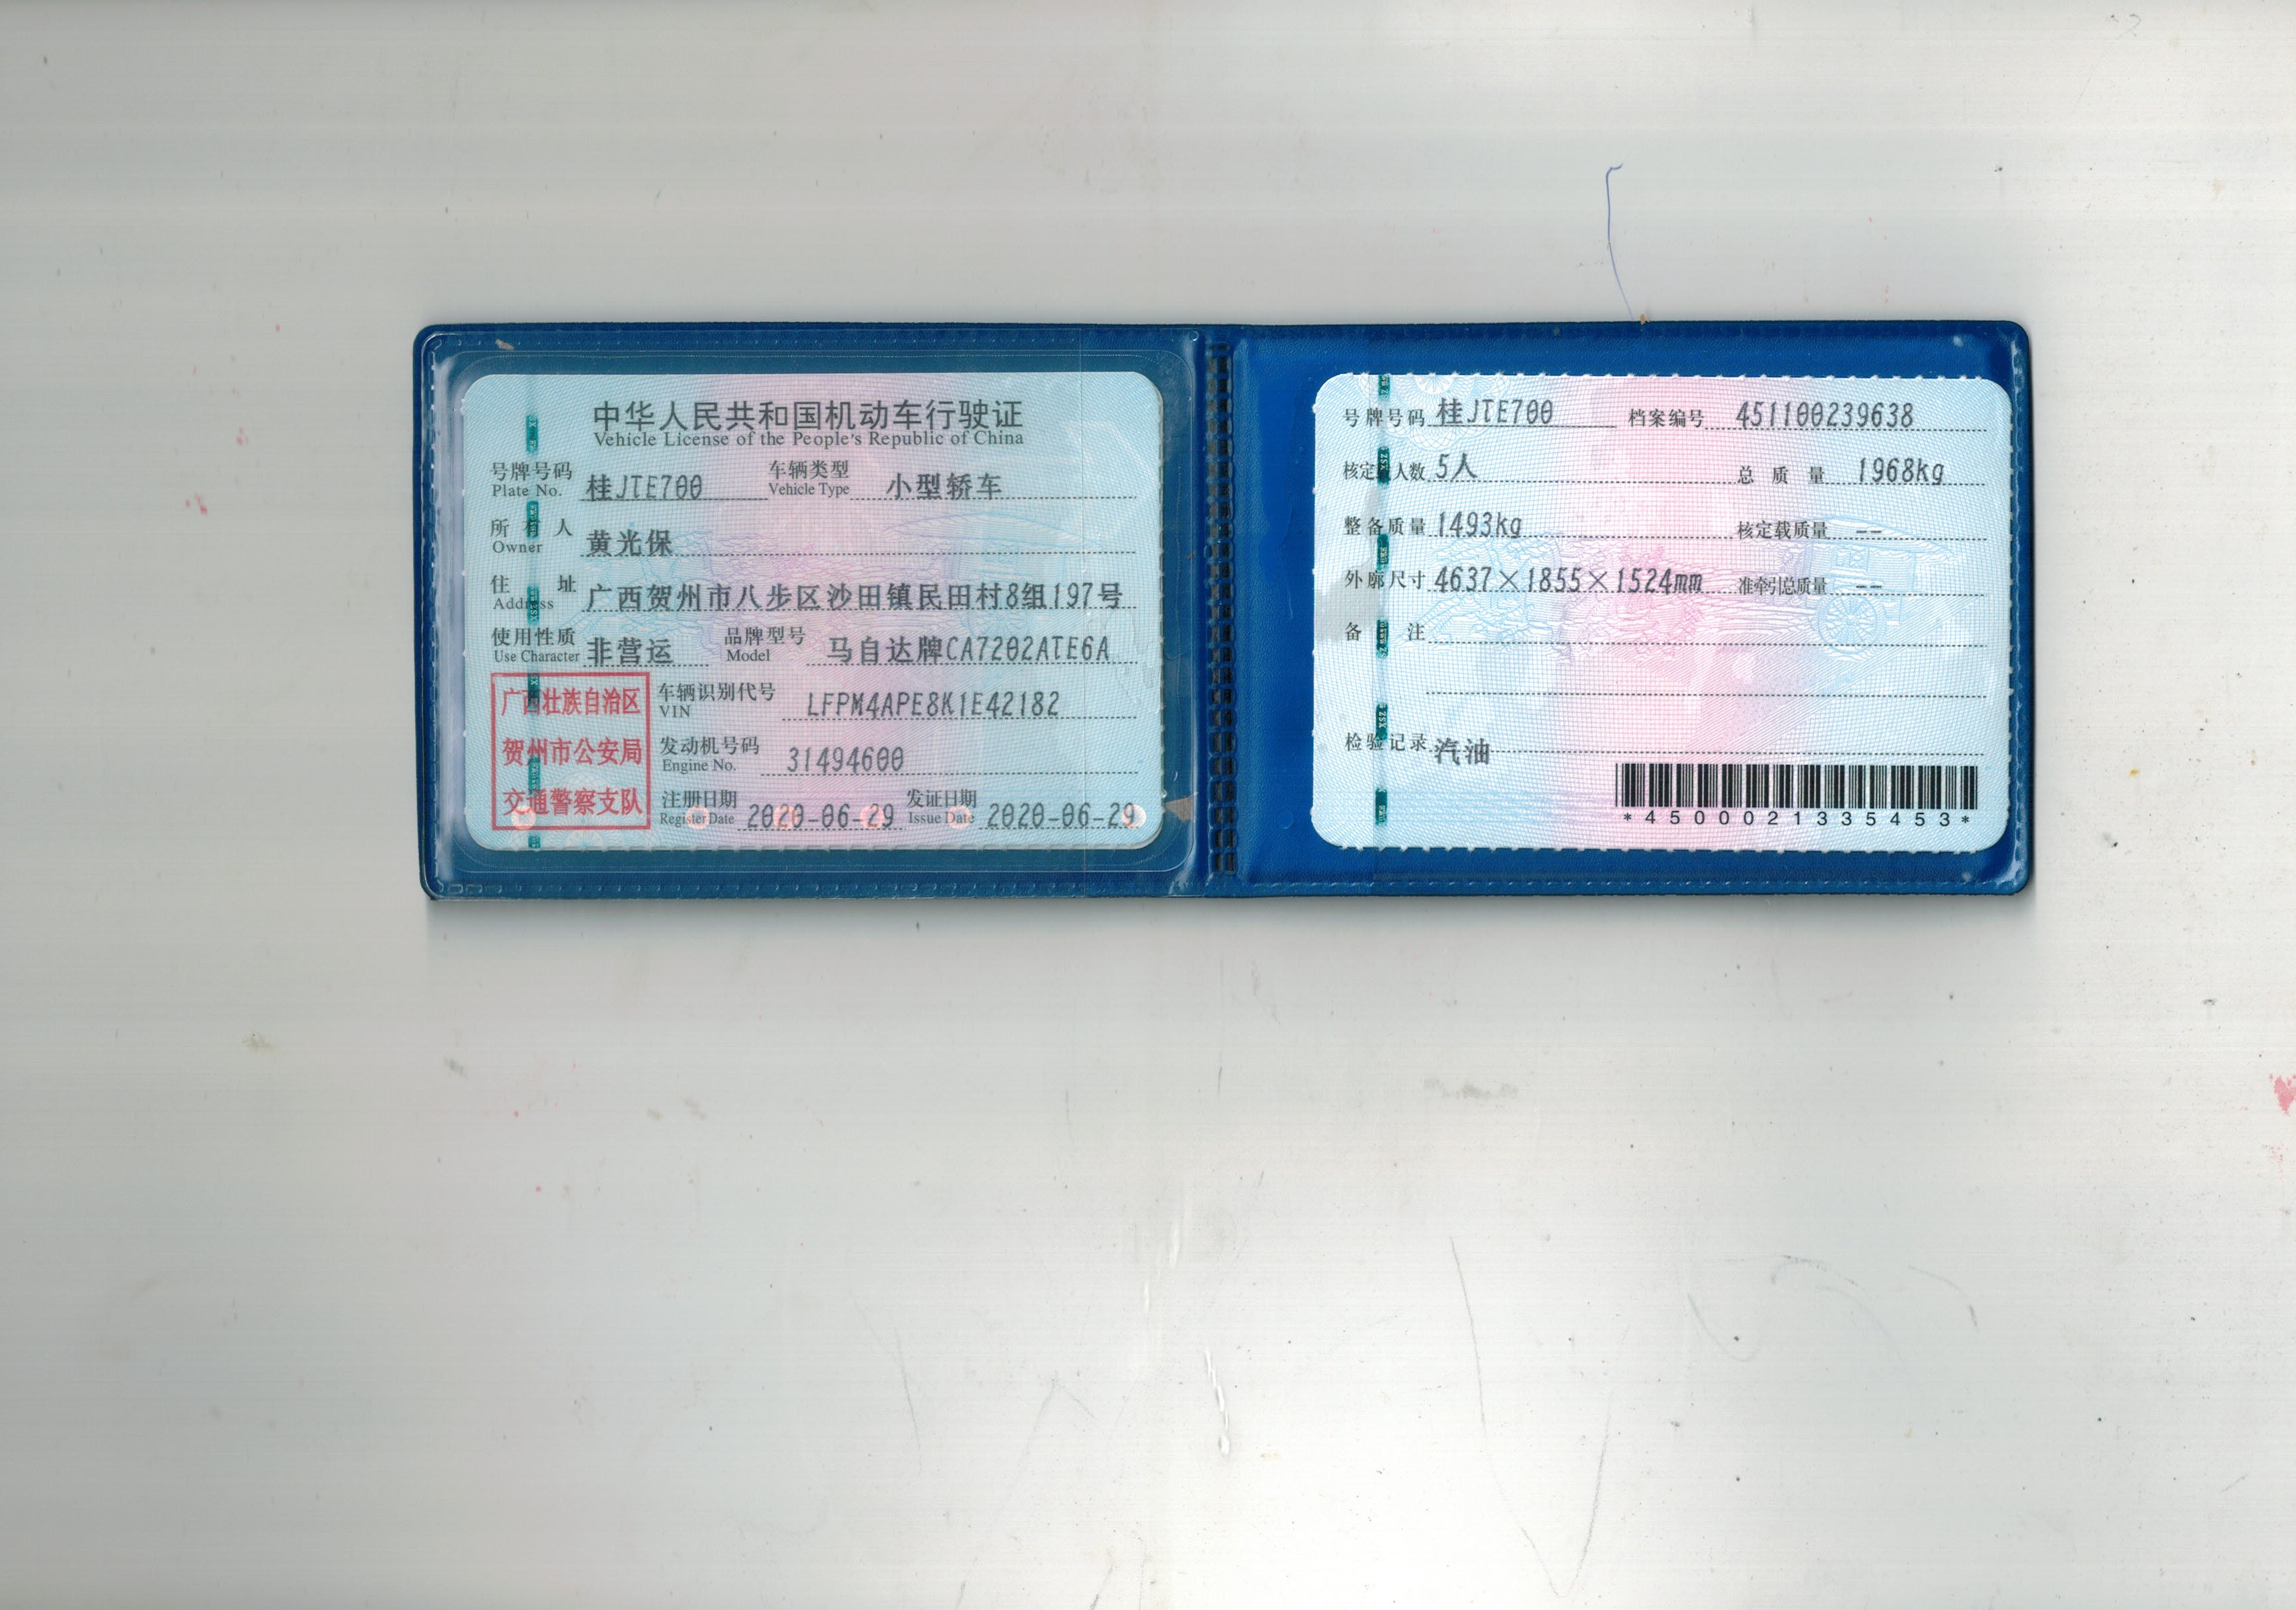 中华人民共和国机动车行驶证
Vehicle License of the People's Republic of China
号牌号码 桂JTE700 车辆类型 小型轿车
Plate No. Vehicle Type
所有人 黄光保
Owner
住址 广西贺州市八步区沙田镇民田村8组197号
Address
使用性质 非营运 品牌型号 马自达牌CA7202ATE6A
Use Character Model
广西壮族自治区
贺州市公安局
交通警察支队
车辆识别代号 LFPM4APE8K1E42182
VIN
发动机号码 31494600
Engine No.
注册日期 2020-06-29 发证日期 2020-06-29
Register Date Issue Date
号牌号码 桂JTE700 档案编号 451100239638
核定载人数 5人 总质量 1968kg
整备质量 1493kg 核定载质量 --
外廓尺寸 4637×1855×1524mm 准牵引总质量 --
备注
检验记录 汽油
*4500021335453*